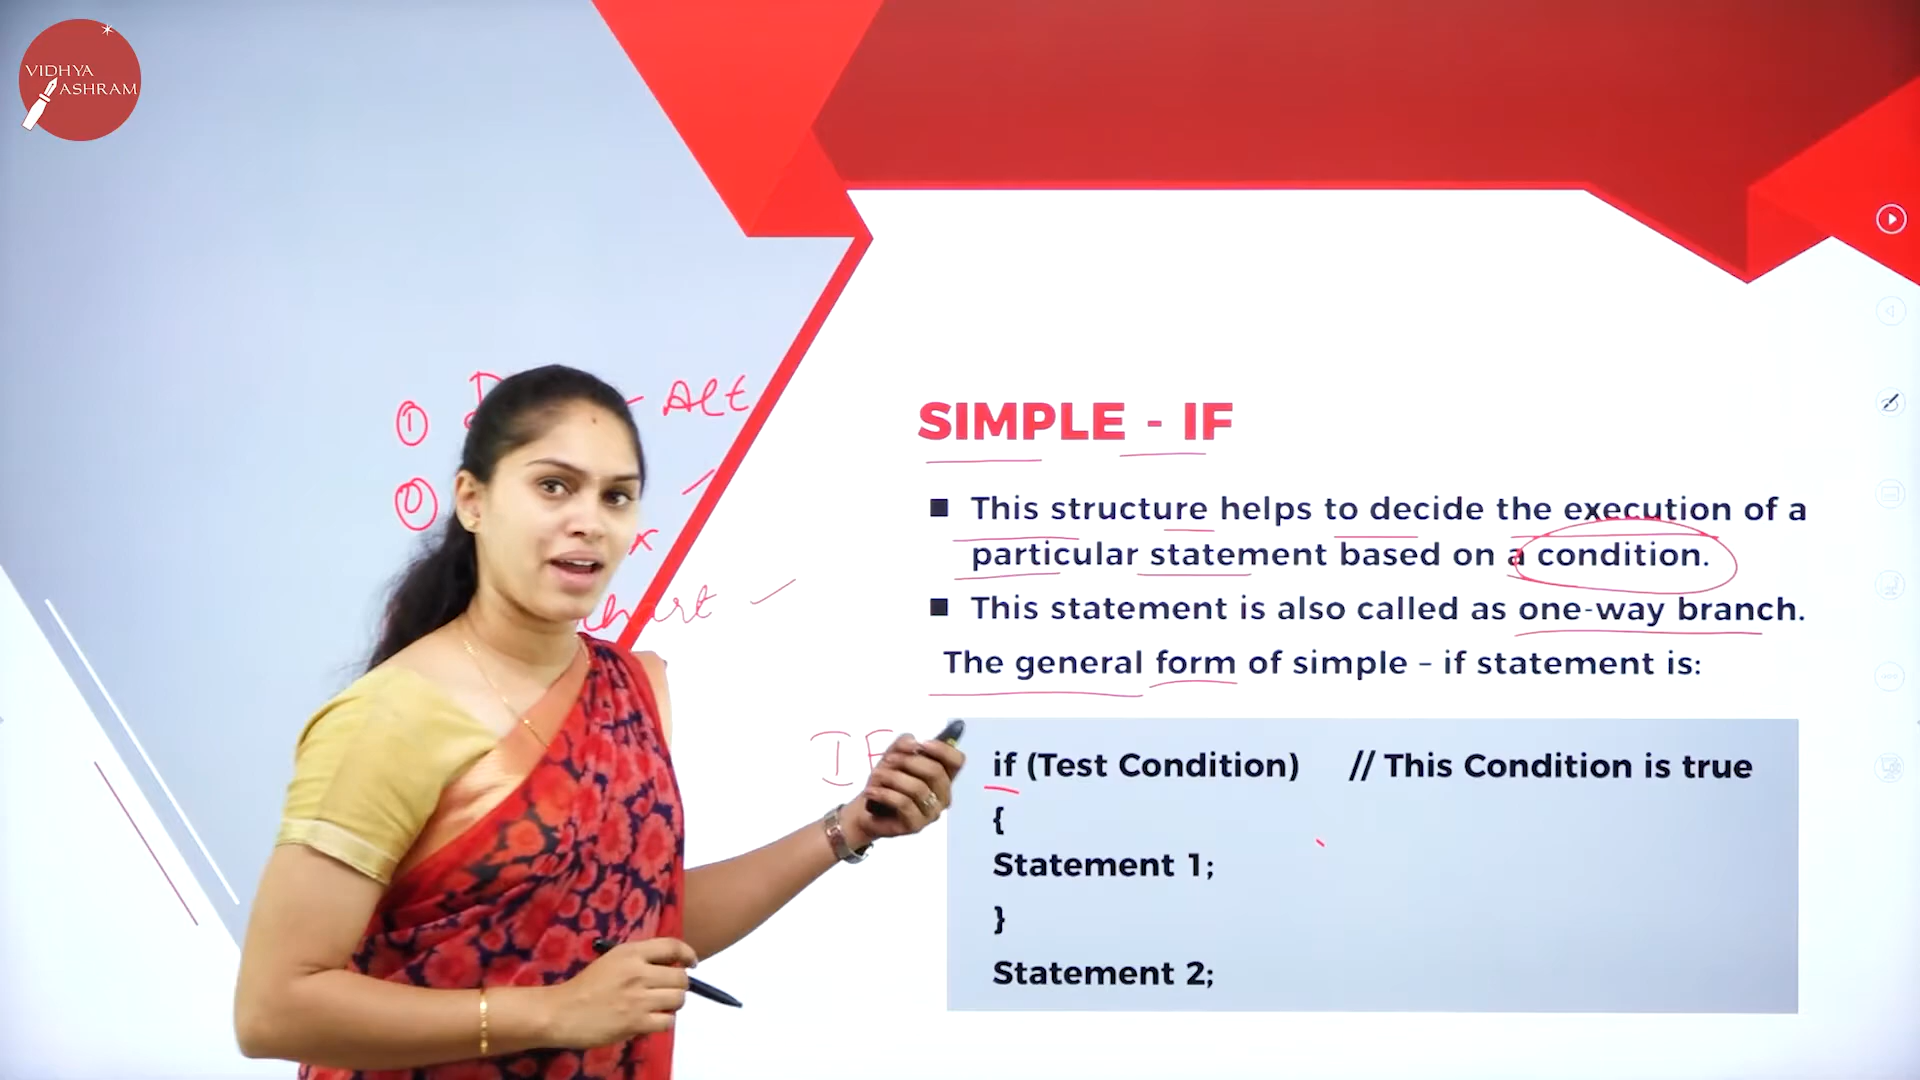 VIDHYA
ASHRAM
① - Alt
chart -
SIMPLE - IF
■ This structure helps to decide the execution of a
particular statement based on a condition.
■ This statement is also called as one-way branch.
The general form of simple – if statement is:
if (Test Condition) // This Condition is true
{
Statement 1;
}
Statement 2;